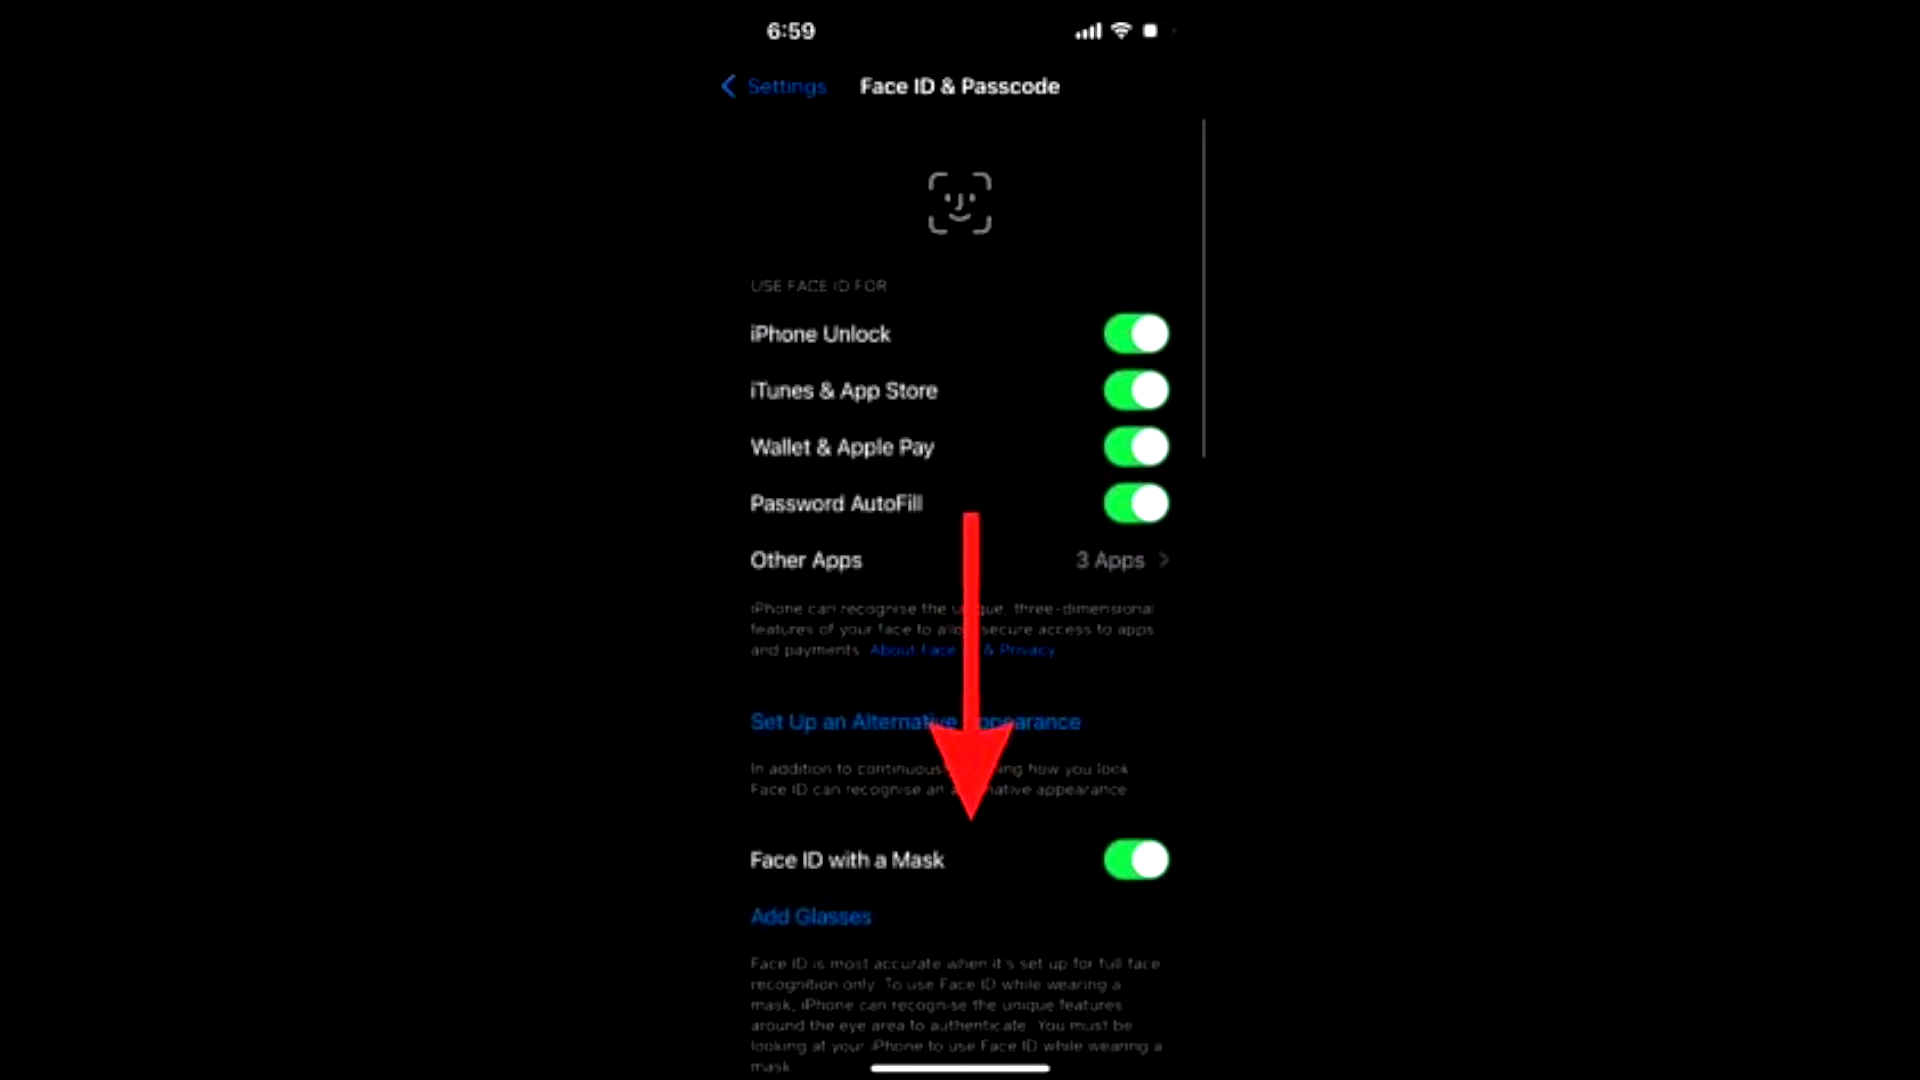 6:59
Settings
Face ID & Passcode
USE FACE ID FOR
iPhone Unlock
iTunes & App Store
Wallet & Apple Pay
Password AutoFill
Other Apps
3 Apps
iPhone can recognise the three-dimensional
features of your face to secure access to apps
and payments. About Face & Privacy
Set Up an Alternative Appearance
In addition to how you look
Face ID can recognise an appearance
Face ID with a Mask
Add Glasses
Face ID is most accurate when it's set up for full face
recognition only. To use Face ID while wearing a
mask, iPhone can recognise the unique features
around the eye area to authenticate. You must be
looking at your iPhone to use Face ID while wearing a
mask